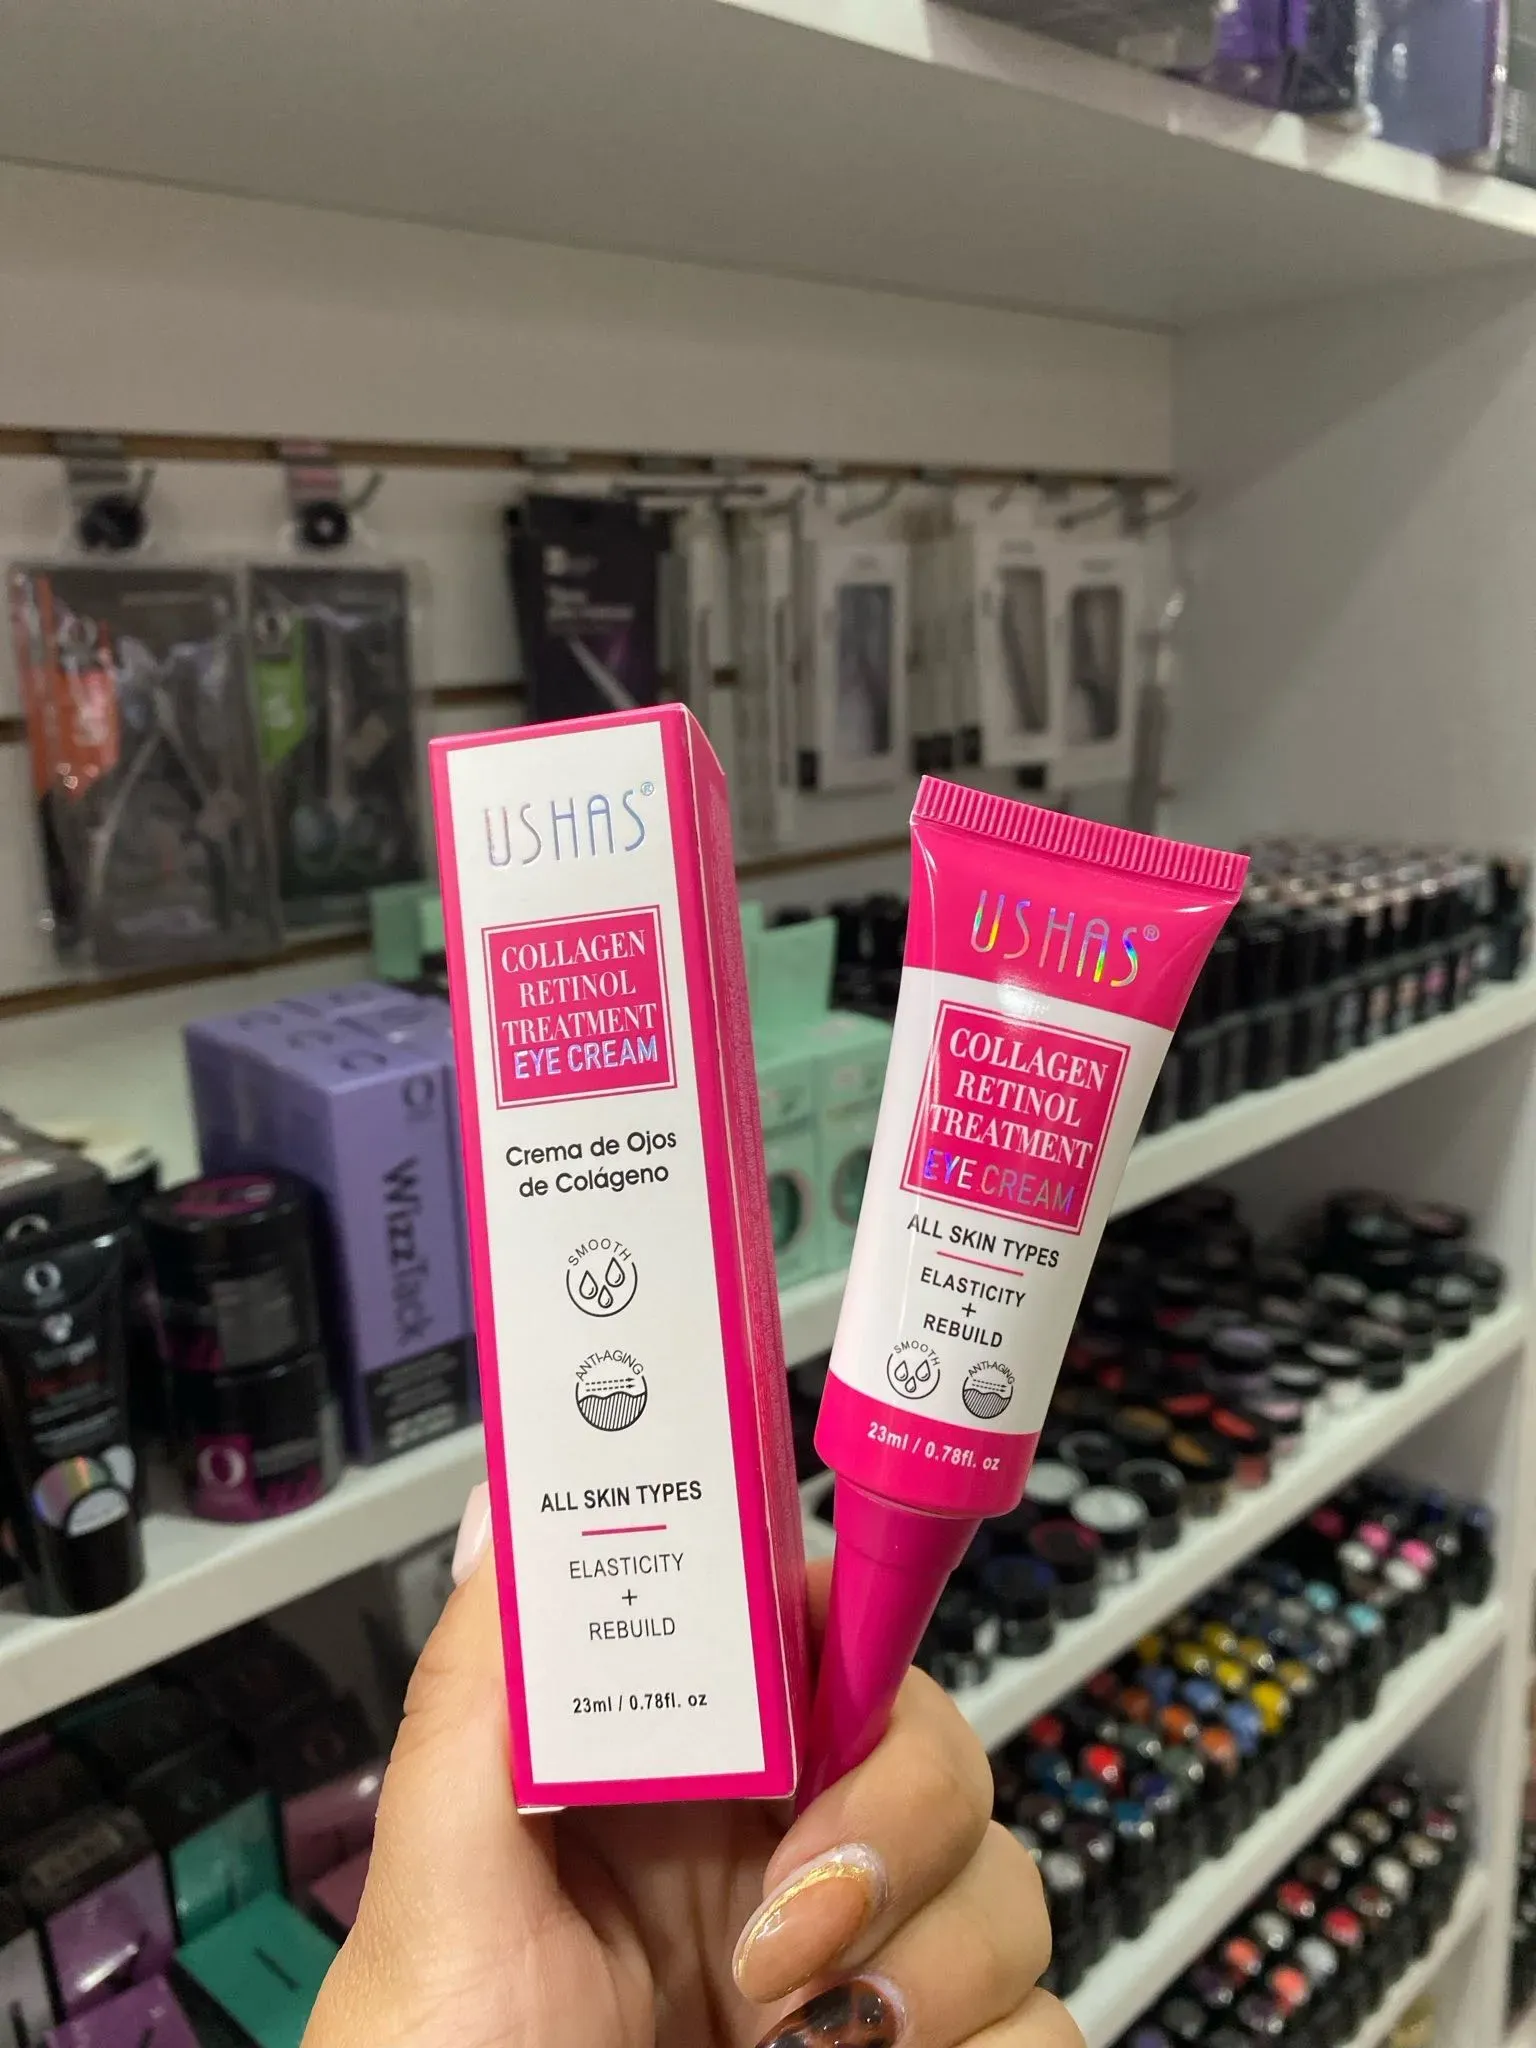 USHAS®
COLLAGEN
RETINOL
TREATMENT
EYE CREAM
Crema de Ojos
de Colágeno
SMOOTH
ANTI-AGING
ALL SKIN TYPES
ELASTICITY
+
REBUILD
23ml / 0.78fl. oz
USHAS®
COLLAGEN
RETINOL
TREATMENT
EYE CREAM
ALL SKIN TYPES
ELASTICITY
+
REBUILD
SMOOTH
ANTI-AGING
23ml / 0.78fl. oz
WizzTack